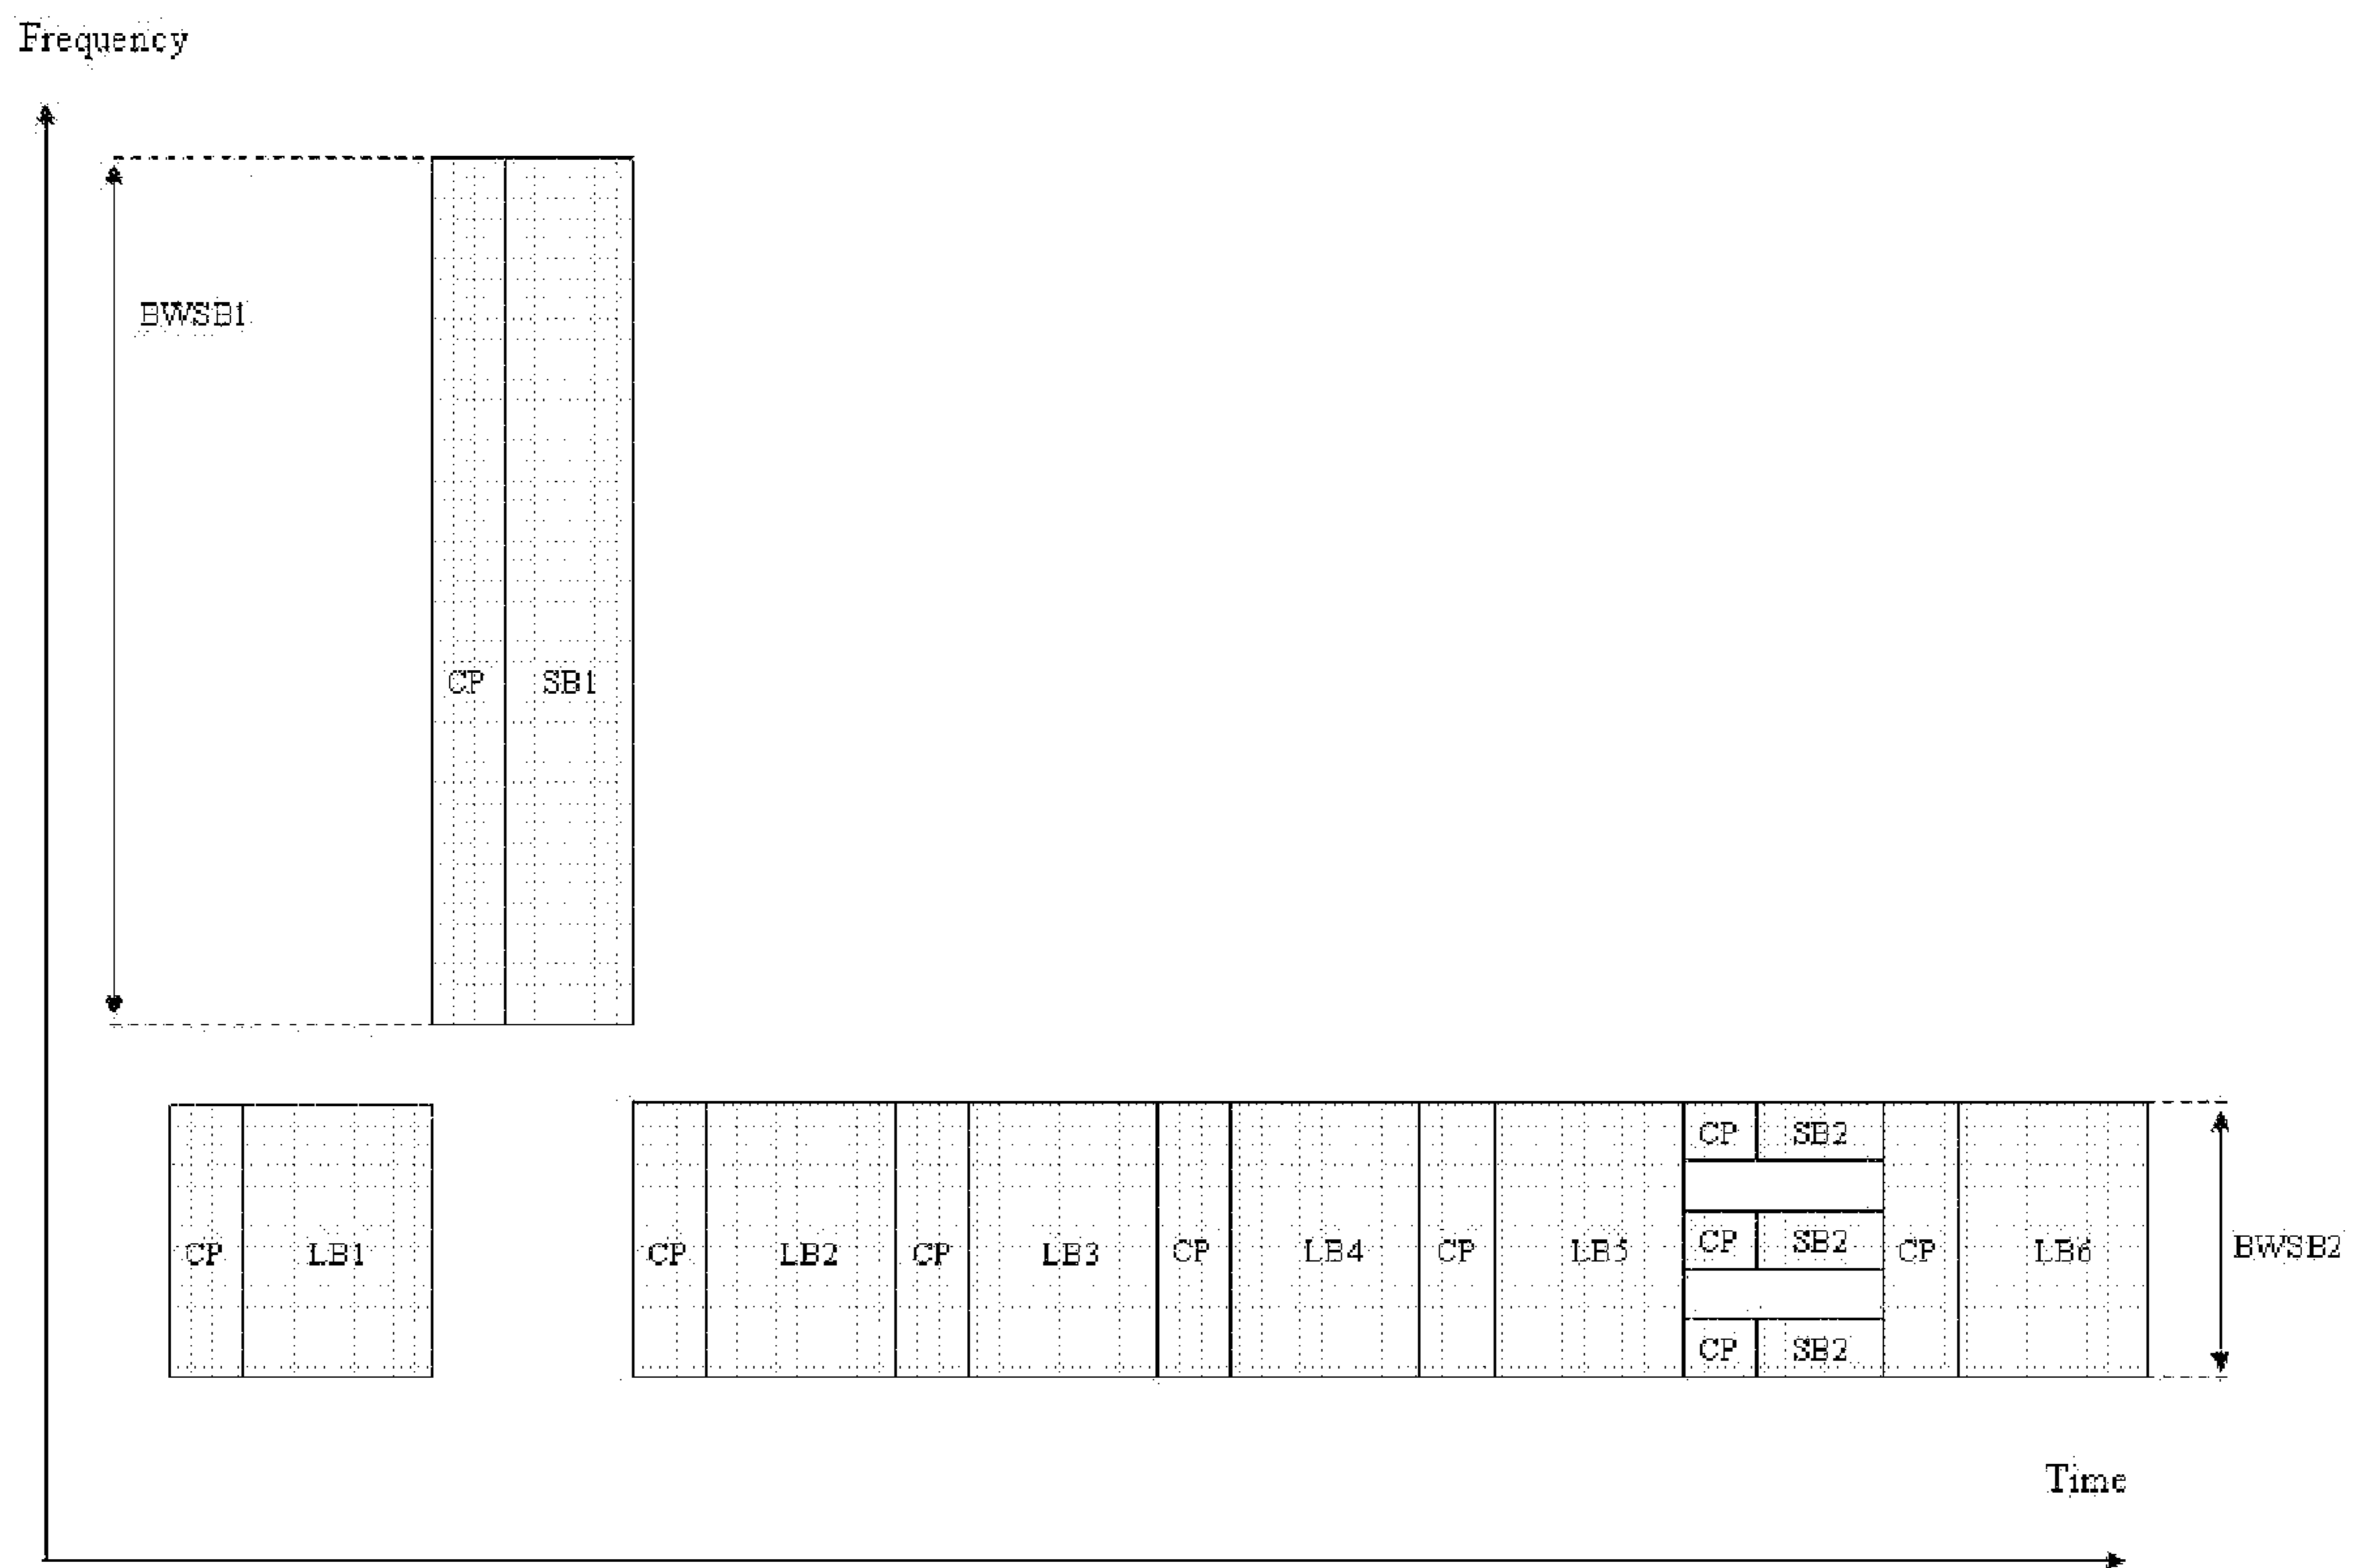 Frequency
BWSB1
CP SB1
CP SB2
CP LB1 CP LB2 CP LB3 CP LB4 CP LB5 CP SB2 CP LB6 BWSB2
CP SB2
Time